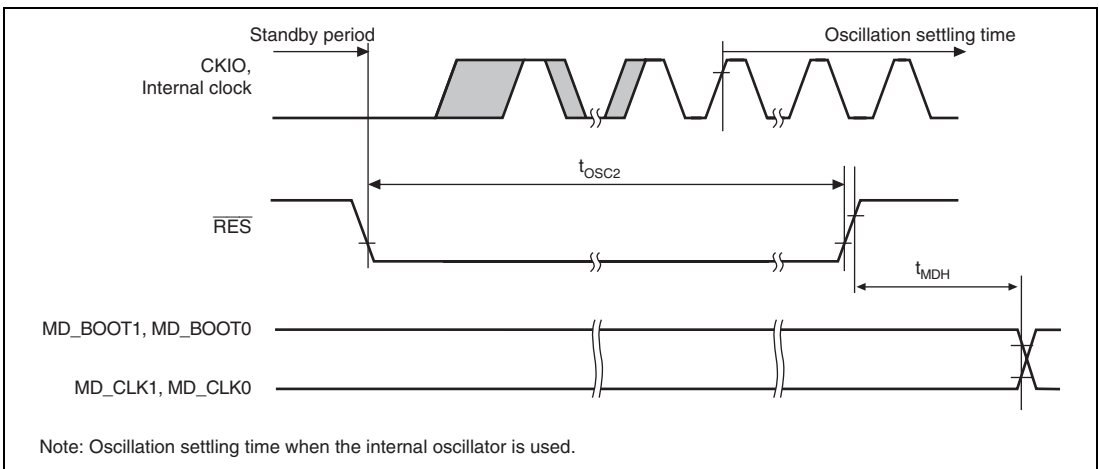 Standby period
Oscillation settling time
CKIO,
Internal clock
tOSC2
RES
tMDH
MD_BOOT1, MD_BOOT0
MD_CLK1, MD_CLK0
Note: Oscillation settling time when the internal oscillator is used.